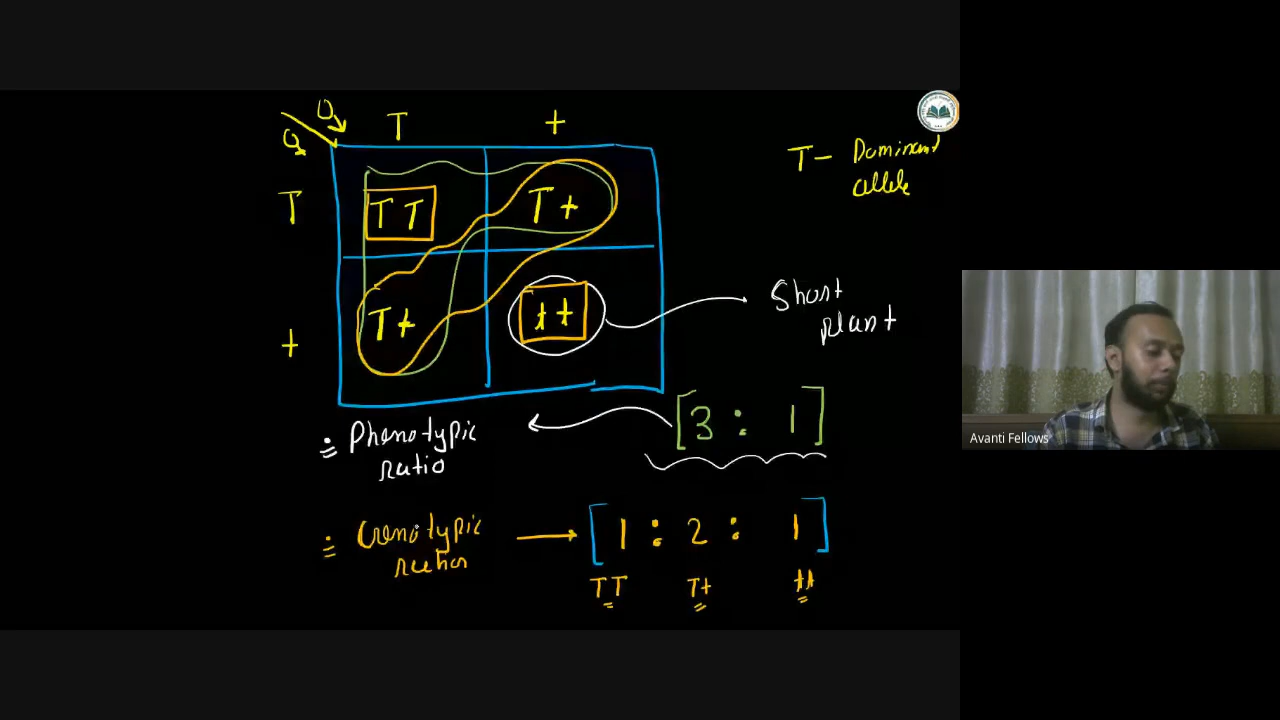 T t
T
TT Tt
T- Dominant
allele
t
Tt tt
Short
plant
[3 : 1]
Phenotypic
ratio
Genotypic
ration
[1 : 2 : 1]
TT Tt tt
Avanti Fellows